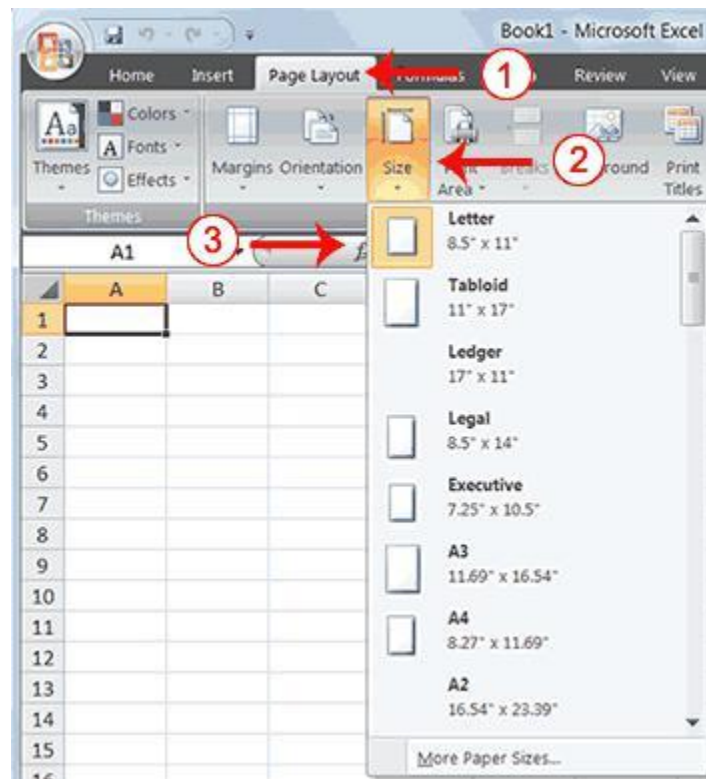 Book1 - Microsoft Excel
Home Insert Page Layout 1 Review View
Aa Colors
A Fonts
Effects
Themes Margins Orientation Size 2 Print Titles
Area
Themes
A1 3
Letter
8.5" x 11"
Tabloid
11" x 17"
Ledger
17" x 11"
Legal
8.5" x 14"
Executive
7.25" x 10.5"
A3
11.69" x 16.54"
A4
8.27" x 11.69"
A2
16.54" x 23.39"
More Paper Sizes...
A B C
1
2
3
4
5
6
7
8
9
10
11
12
13
14
15
16